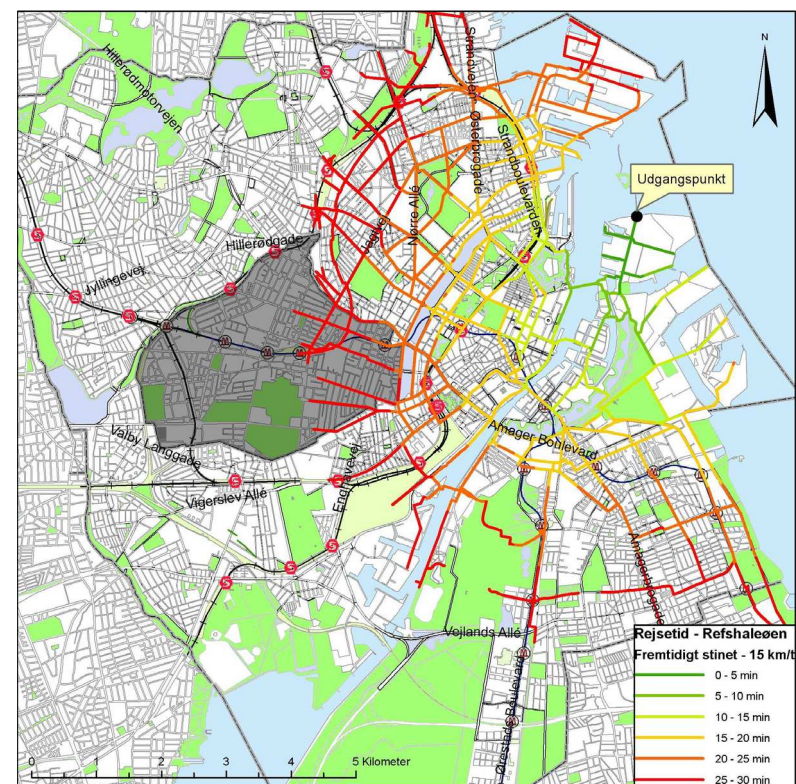 N
Hillerødmotorvejen
Strandvejen
Østerbrogade
Strandboulevarden
Udgangspunkt
Nørre Allé
Jagtvej
Hillerødgade
Jyllingevej
Amager Boulevard
Valby Langgade
Enghavevej
Vigerslev Allé
Amagerbrogade
Vejlands Allé
Ørestads Boulevard
0 1 2 3 4 5 Kilometer
Rejsetid - Refshaleøen
Fremtidigt stinet - 15 km/t
0 - 5 min
5 - 10 min
10 - 15 min
15 - 20 min
20 - 25 min
25 - 30 min